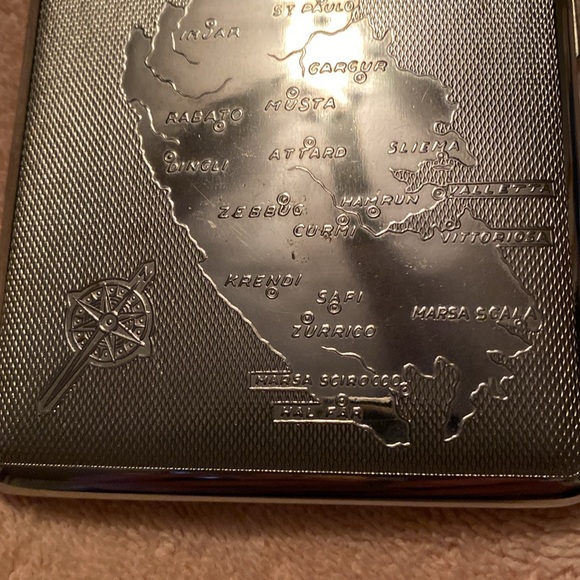 ST PAULO
INJAR
GARGUR
MUSTA
RABATO
ATTARD
SLIEMA
DINGLI
VALLETTA
ZEBBUG
HAMRUN
CURMI
VITTORIOSA
KRENDI
SAFI
MARSA SCALA
ZURRICO
MARSA SCIROCCO
HAL FAR
N